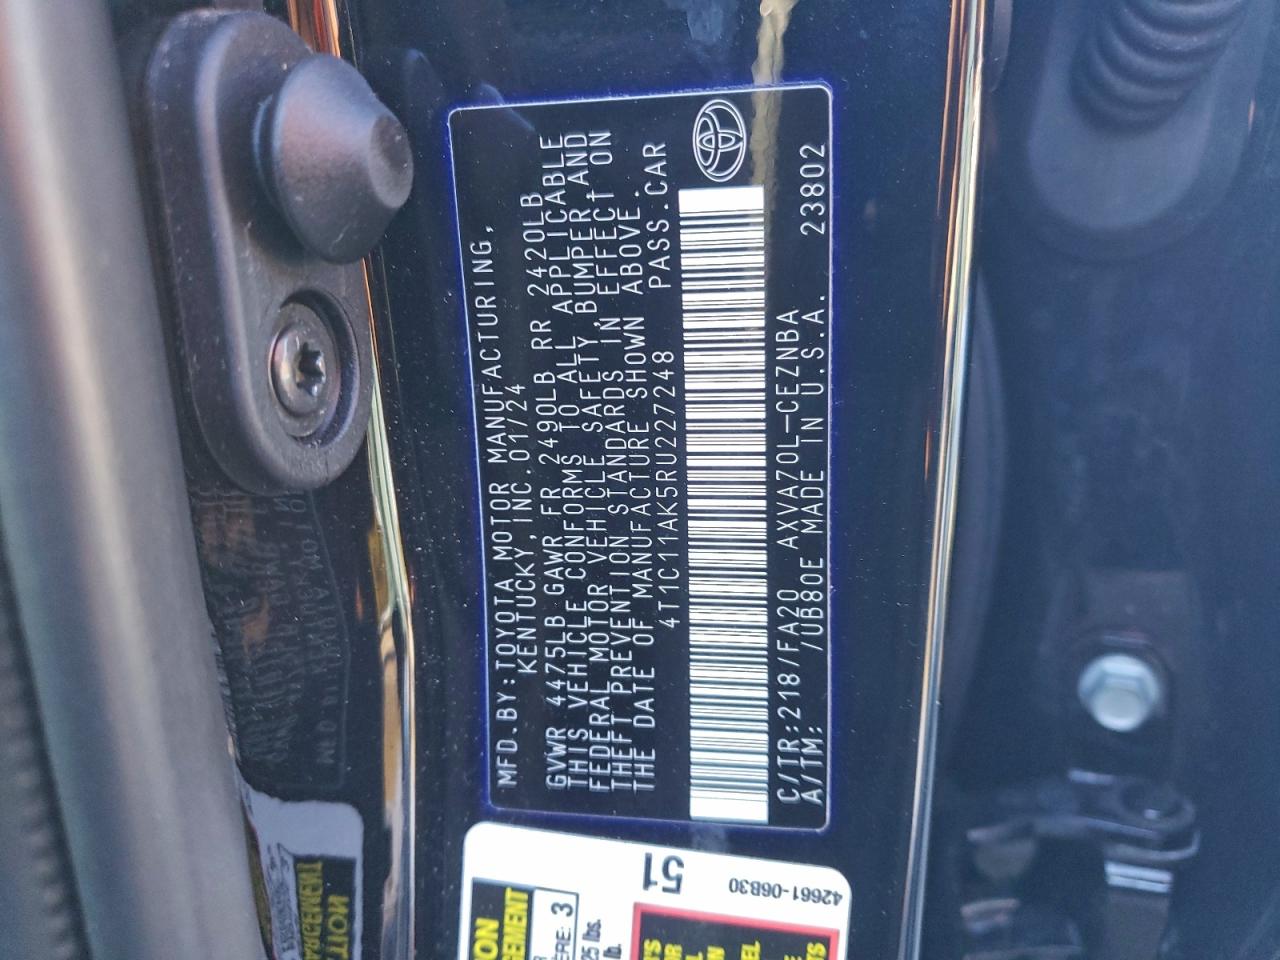 MFD.BY:TOYOTA MOTOR MANUFACTURING,
KENTUCKY,INC.01/24
GVWR 4475LB GAWR FR 2490LB RR 2420LB
THIS VEHICLE CONFORMS TO ALL APPLICABLE
FEDERAL MOTOR VEHICLE SAFETY, BUMPER AND
THEFT PREVENTION STANDARDS IN EFFECT ON
THE DATE OF MANUFACTURE SHOWN ABOVE.
4T1C11AK5RU227248 PASS.CAR
C/TR:218/FA20 AXVA70L-CEZNBA 23802
A/TM: /UB80E MADE IN U.S.A.
51
42661-06B30